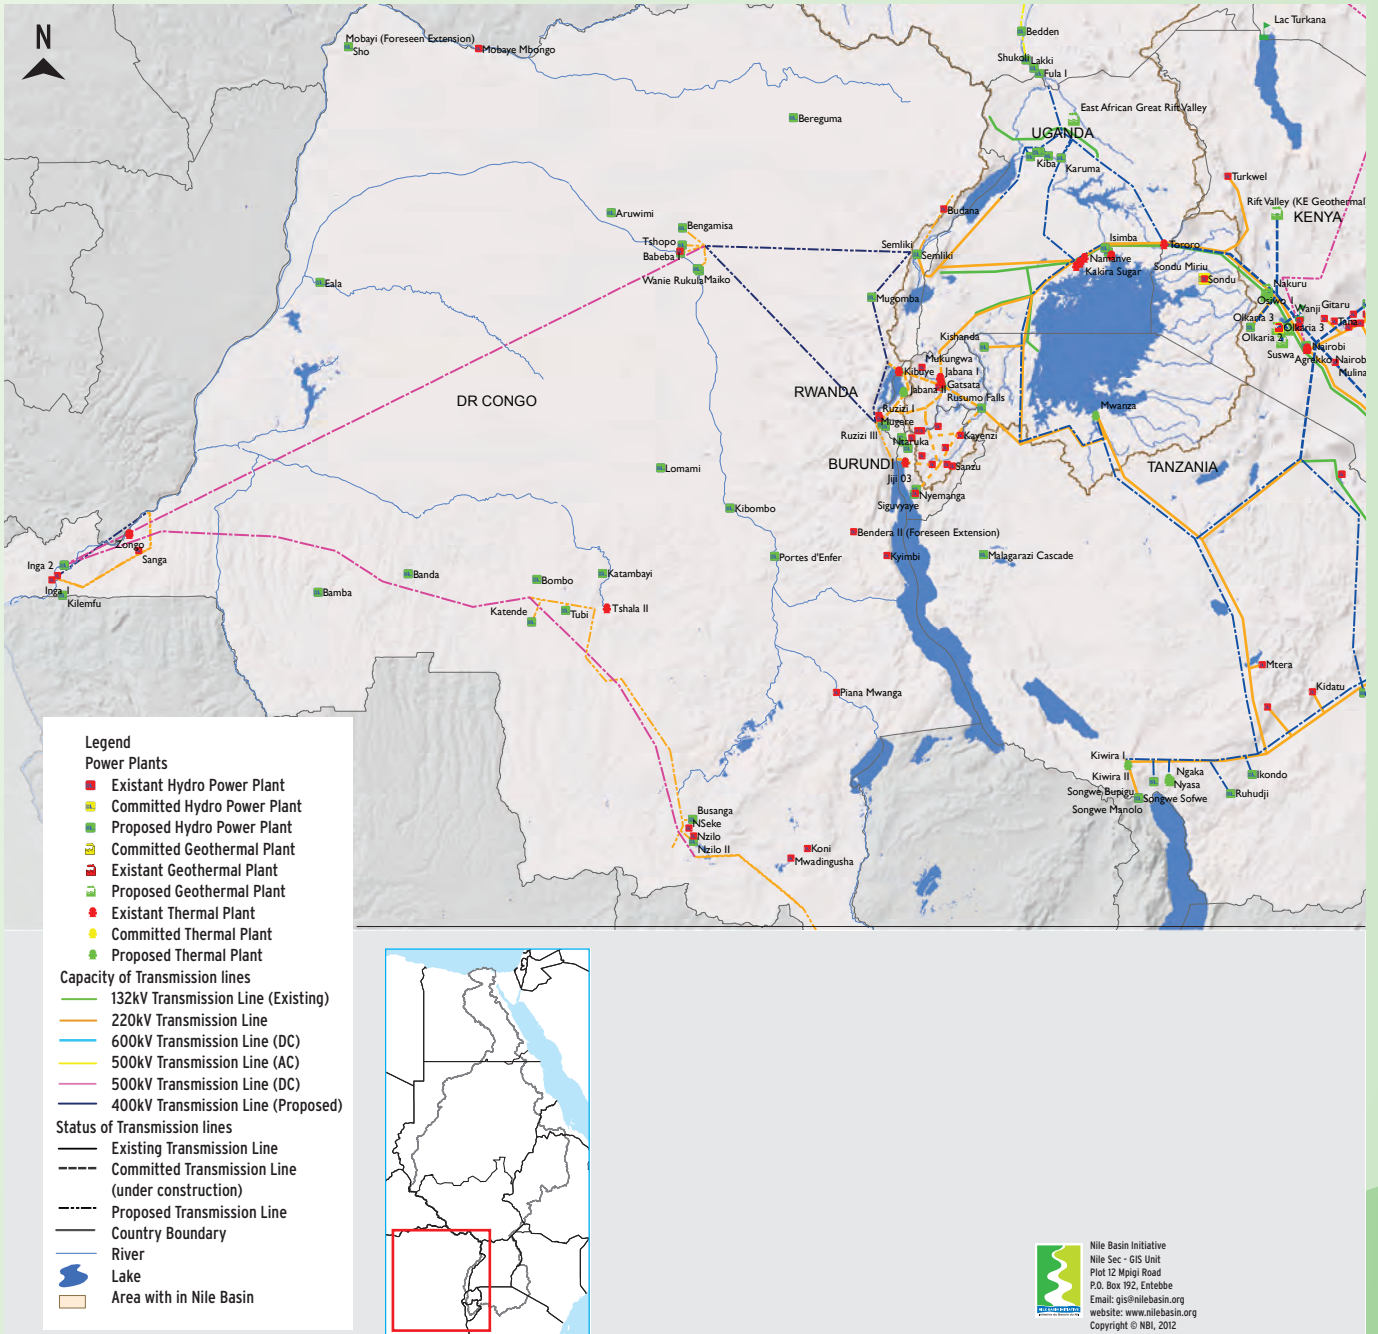 N
Mobayi (Foreseen Extension)
Sho
Mobaye Mbongo
Bedden
Shukoli
Lakki
Fula I
Lac Turkana
East African Great Rift Valley
Bereguma
UGANDA
Kiba
Karuma
Turkwel
Rift Valley (KE Geothermal
KENYA
Aruwimi
Bengamisa
Budana
Tshopo
Babeba I
Semliki
Semliki
Isimba
Tororo
Namanve
Kakira Sugar
Sondu Miriu
Sondu
Wanie Rukula
Maiko
Eala
Mugomba
Nakuru
Osiwo I
Wanji
Gitaru
Olkaria 3
Olkaria 3
Tana
Olkaria 2
Suswa
Nairobi
Agrekko Nairob
Mulina
Kishanda
Mukungwa
Kibuye
Jabana I
Gatsata
Jabana II
Rusumo Falls
DR CONGO
RWANDA
Ruzizi I
Mugere
Ruzizi III
Ntaruka
Kayenzi
Mwanza
BURUNDI
Sanzu
TANZANIA
Lomami
Jiji 03
Nyemanga
Siguvyaye
Kibombo
Bendera II (Foreseen Extension)
Zongo
Sanga
Inga 2
Inga 1
Kilemfu
Portes d'Enfer
Kyimbi
Malagarazi Cascade
Banda
Bamba
Bombo
Katambayi
Katende
Tubi
Tshala II
Mtera
Kidatu
Piana Mwanga
Kiwira I
Kiwira II
Ngaka
Nyasa
Ikondo
Songwe Bupigu
Songwe Sofwe
Songwe Manolo
Ruhudji
Busanga
NSeke
Nzilo
Nzilo II
Koni
Mwadingusha
Legend
Power Plants
Existant Hydro Power Plant
Committed Hydro Power Plant
Proposed Hydro Power Plant
Committed Geothermal Plant
Existant Geothermal Plant
Proposed Geothermal Plant
Existant Thermal Plant
Committed Thermal Plant
Proposed Thermal Plant
Capacity of Transmission lines
132kV Transmission Line (Existing)
220kV Transmission Line
600kV Transmission Line (DC)
500kV Transmission Line (AC)
500kV Transmission Line (DC)
400kV Transmission Line (Proposed)
Status of Transmission lines
Existing Transmission Line
Committed Transmission Line
(under construction)
Proposed Transmission Line
Country Boundary
River
Lake
Area with in Nile Basin
NILE BASIN INITIATIVE
Nile Basin Initiative
Nile Sec - GIS Unit
Plot 12 Mpigi Road
P.O. Box 192, Entebbe
Email: gis@nilebasin.org
website: www.nilebasin.org
Copyright © NBI, 2012